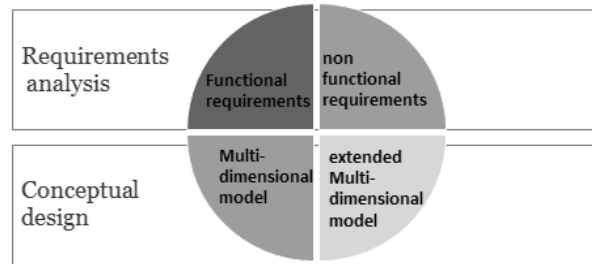 Requirements
analysis
Functional
requirements
non
functional
requirements
Conceptual
design
Multi-
dimensional
model
extended
Multi-
dimensional
model